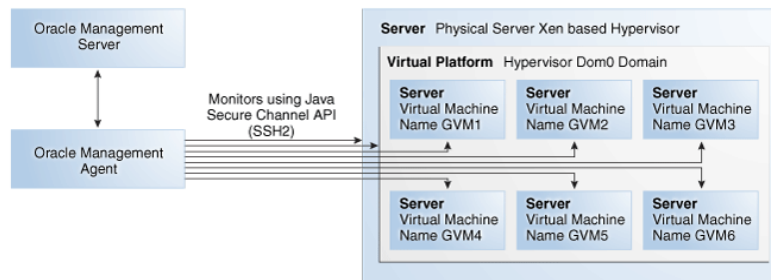 Oracle Management
Server
Oracle Management
Agent
Monitors using Java
Secure Channel API
(SSH2)
Server Physical Server Xen based Hypervisor
Virtual Platform Hypervisor Dom0 Domain
Server
Virtual Machine
Name GVM1
Server
Virtual Machine
Name GVM2
Server
Virtual Machine
Name GVM3
Server
Virtual Machine
Name GVM4
Server
Virtual Machine
Name GVM5
Server
Virtual Machine
Name GVM6